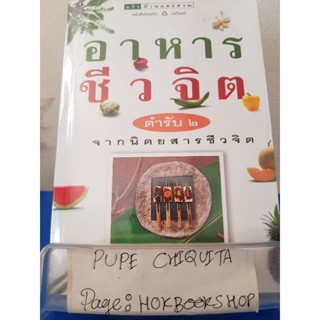 อาหาร
ชีวจิต
ตำรับ ๒
จากนิตยสารชีวจิต
PUPE CHIQUITA
Page: HOKBOOKSHOP